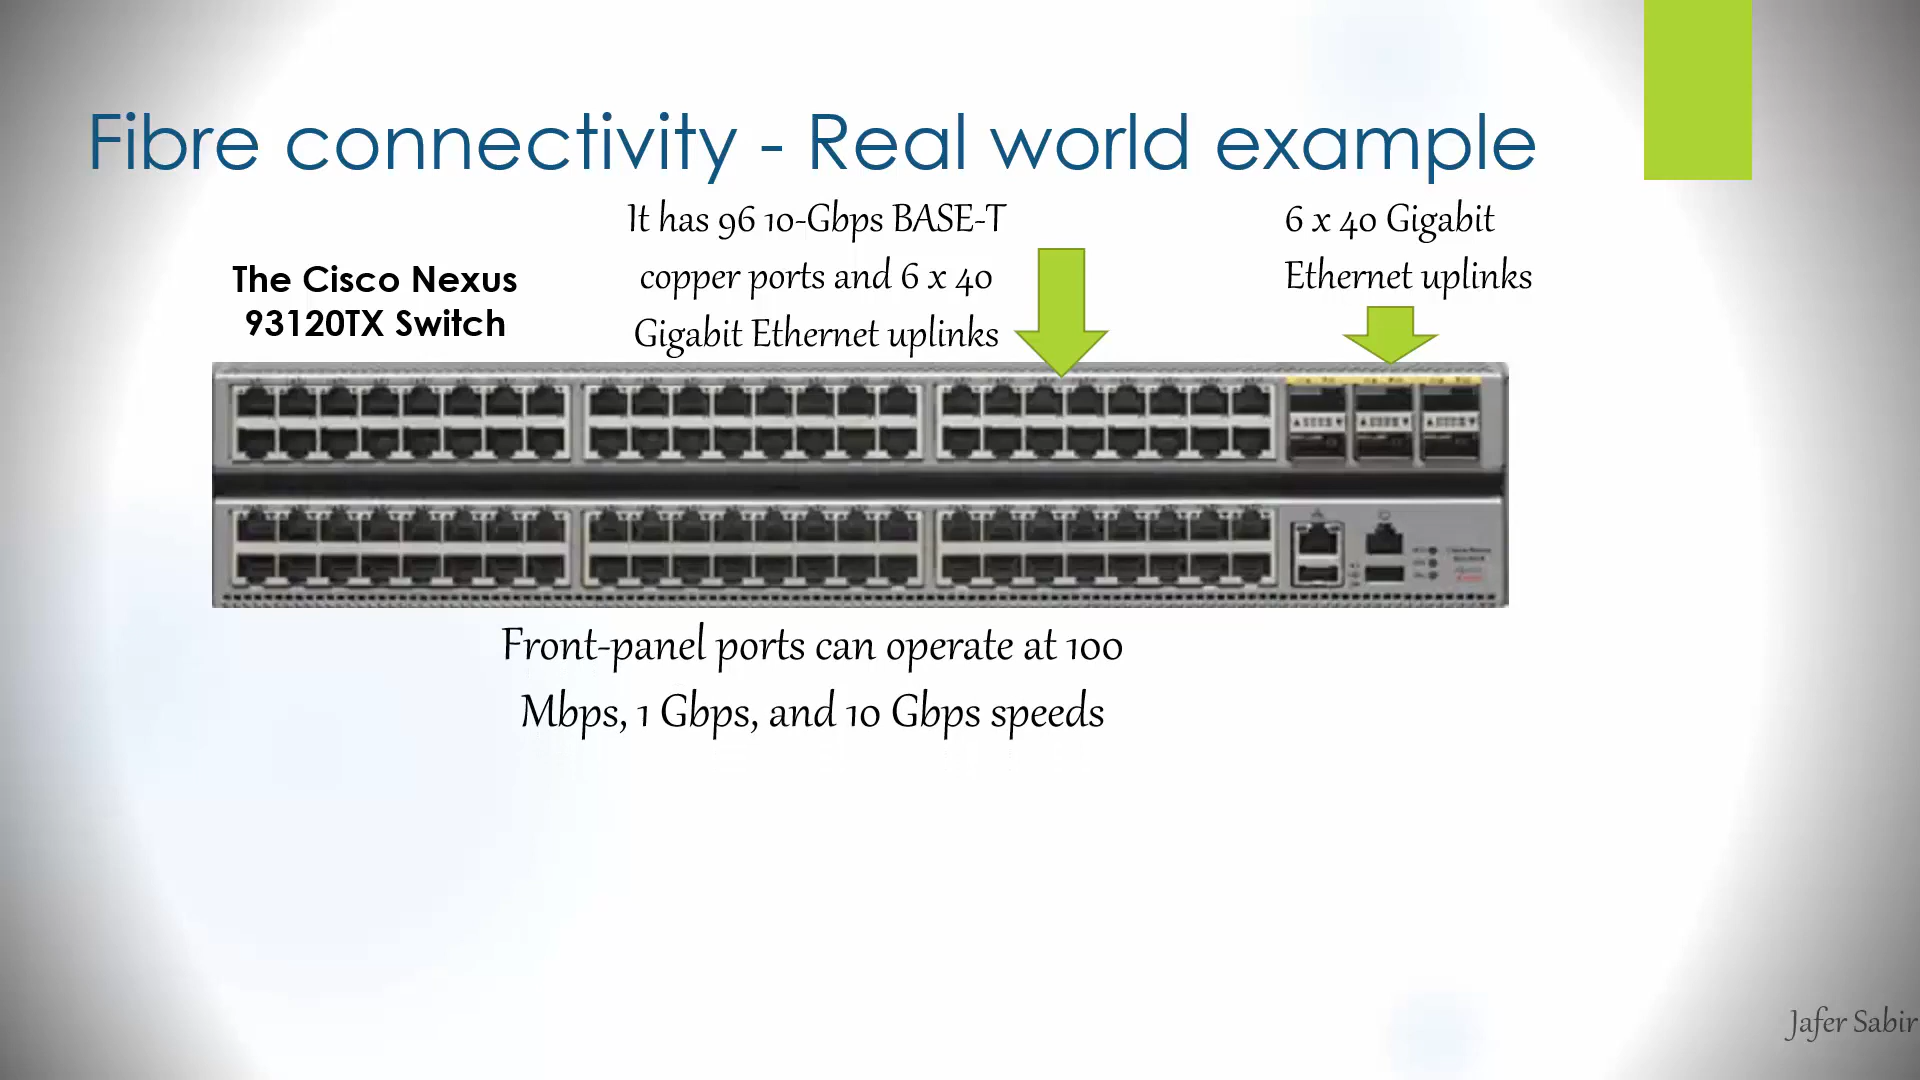 Fibre connectivity - Real world example
It has 96 10-Gbps BASE-T
copper ports and 6 x 40
Gigabit Ethernet uplinks
6 x 40 Gigabit
Ethernet uplinks
The Cisco Nexus
93120TX Switch
Front-panel ports can operate at 100
Mbps, 1 Gbps, and 10 Gbps speeds
Jafer Sabir